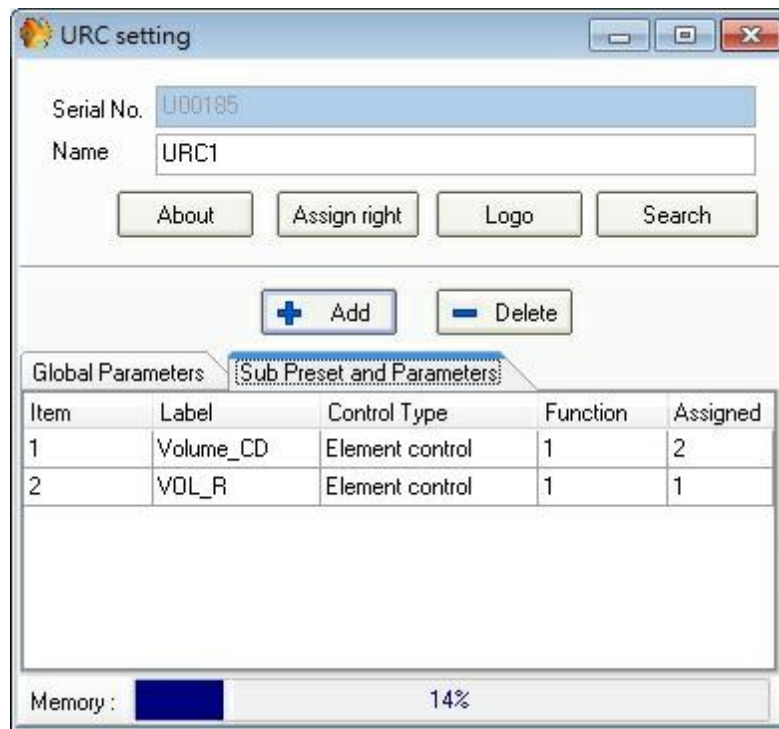 URC setting
Serial No. U00185
Name URC1
About Assign right Logo Search
Add Delete
Global Parameters Sub Preset and Parameters
Item Label Control Type Function Assigned
1 Volume_CD Element control 1 2
2 VOL_R Element control 1 1
Memory : 14%